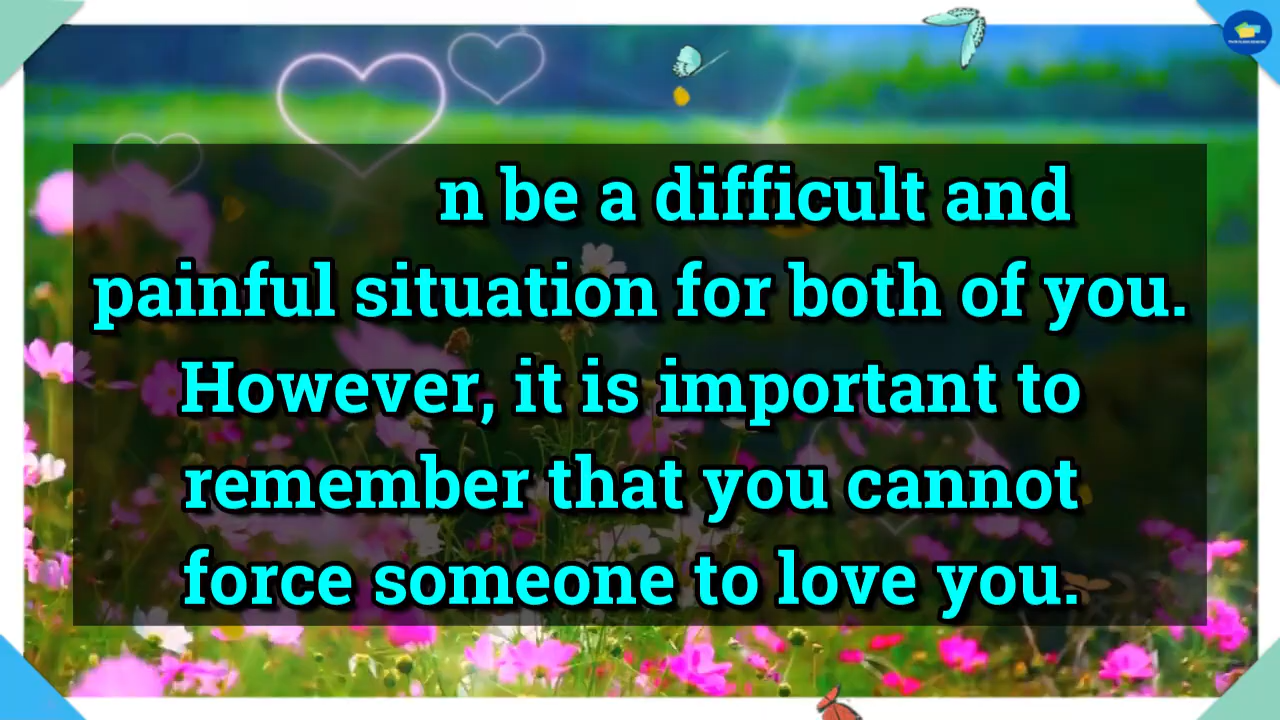 n be a difficult and
painful situation for both of you.
However, it is important to
remember that you cannot
force someone to love you.